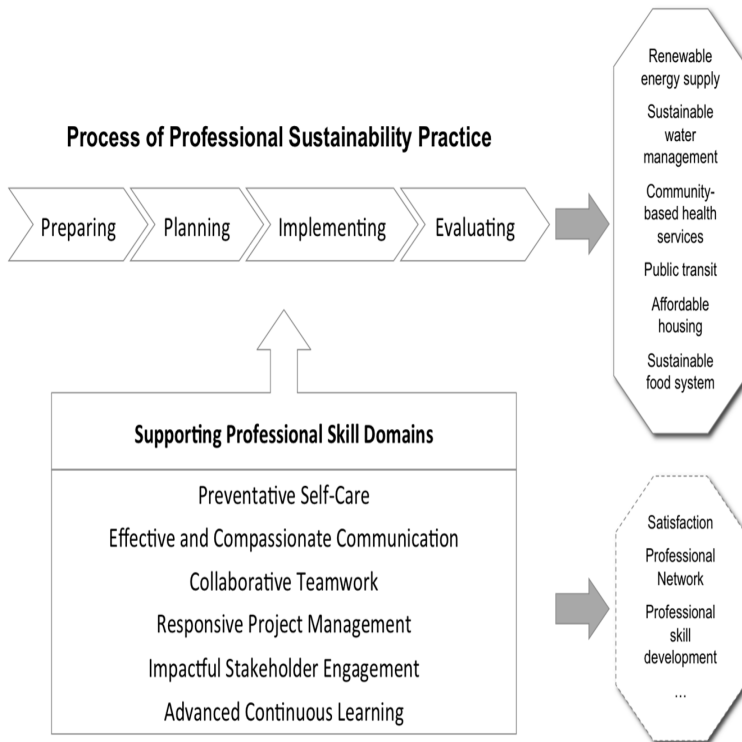 Process of Professional Sustainability Practice
Preparing
Planning
Implementing
Evaluating
Renewable
energy supply
Sustainable
water
management
Community-
based health
services
Public transit
Affordable
housing
Sustainable
food system
Supporting Professional Skill Domains
Preventative Self-Care
Effective and Compassionate Communication
Collaborative Teamwork
Responsive Project Management
Impactful Stakeholder Engagement
Advanced Continuous Learning
Satisfaction
Professional
Network
Professional
skill
development
...